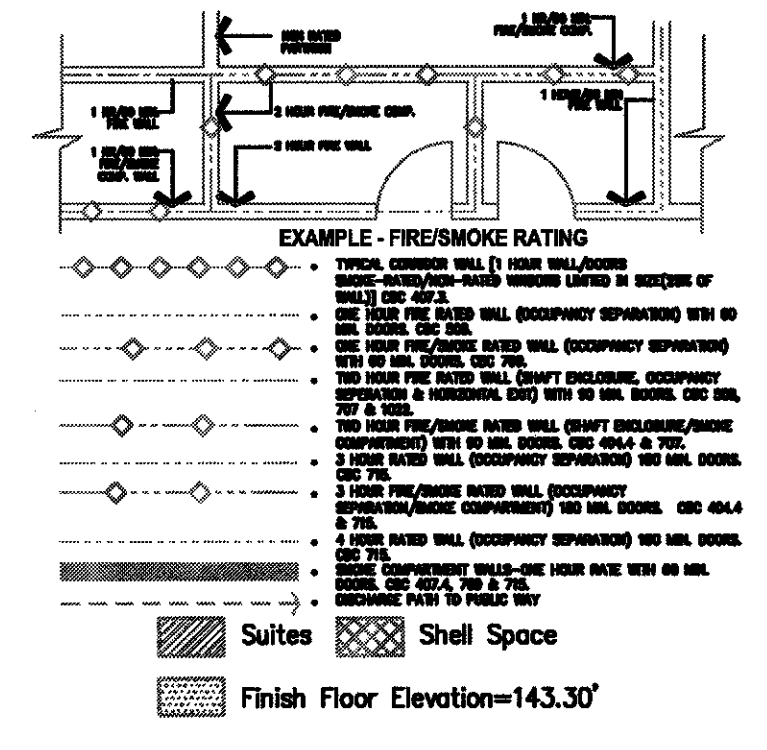 NON RATED
PARTITION
1 HR/60 MIN
FIRE/SMOKE COMP.
1 HR/60 MIN
FIRE WALL
2 HOUR FIRE/SMOKE COMP.
1 HOUR/60 MIN
FIRE WALL
1 HR/60 MIN
FIRE/SMOKE
COMP. WALL
HOUR FIRE WALL
EXAMPLE - FIRE/SMOKE RATING
• TYPICAL CORRIDOR WALL [1 HOUR WALL/DOORS
SMOKE-RATED/NON-RATED WINDOWS LIMITED IN SIZE(25% OF
WALL)] CBC 407.3.
• ONE HOUR FIRE RATED WALL (OCCUPANCY SEPARATION) WITH 60
MIN. DOORS. CBC 508.
• ONE HOUR FIRE/SMOKE RATED WALL (OCCUPANCY SEPARATION)
WITH 60 MIN. DOORS. CBC 709.
• TWO HOUR FIRE RATED WALL (SHAFT ENCLOSURE, OCCUPANCY
SEPERATION & HORIZONTAL EXIT) WITH 90 MIN. DOORS. CBC 508,
707 & 1022.
• TWO HOUR FIRE/SMOKE RATED WALL (SHAFT ENCLOSURE/SMOKE
COMPARTMENT) WITH 90 MIN. DOORS. CBC 404.4 & 707.
• 3 HOUR RATED WALL (OCCUPANCY SEPARATION) 180 MIN. DOORS.
CBC 715.
• 3 HOUR FIRE/SMOKE RATED WALL (OCCUPANCY
SEPARATION/SMOKE COMPARTMENT) 180 MIN. DOORS. CBC 404.4
& 715.
• 4 HOUR RATED WALL (OCCUPANCY SEPARATION) 180 MIN. DOORS.
CBC 715.
• SMOKE COMPARTMENT WALLS-ONE HOUR RATE WITH 60 MIN.
DOORS. CBC 407.4, 709 & 715.
• DISCHARGE PATH TO PUBLIC WAY
Suites Shell Space
Finish Floor Elevation=143.30'